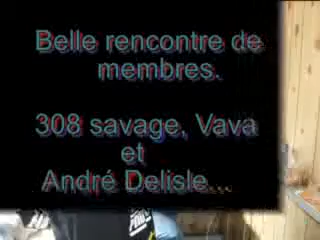 Belle rencontre de
membres.
308 savage, Vava
et
André Delisle...